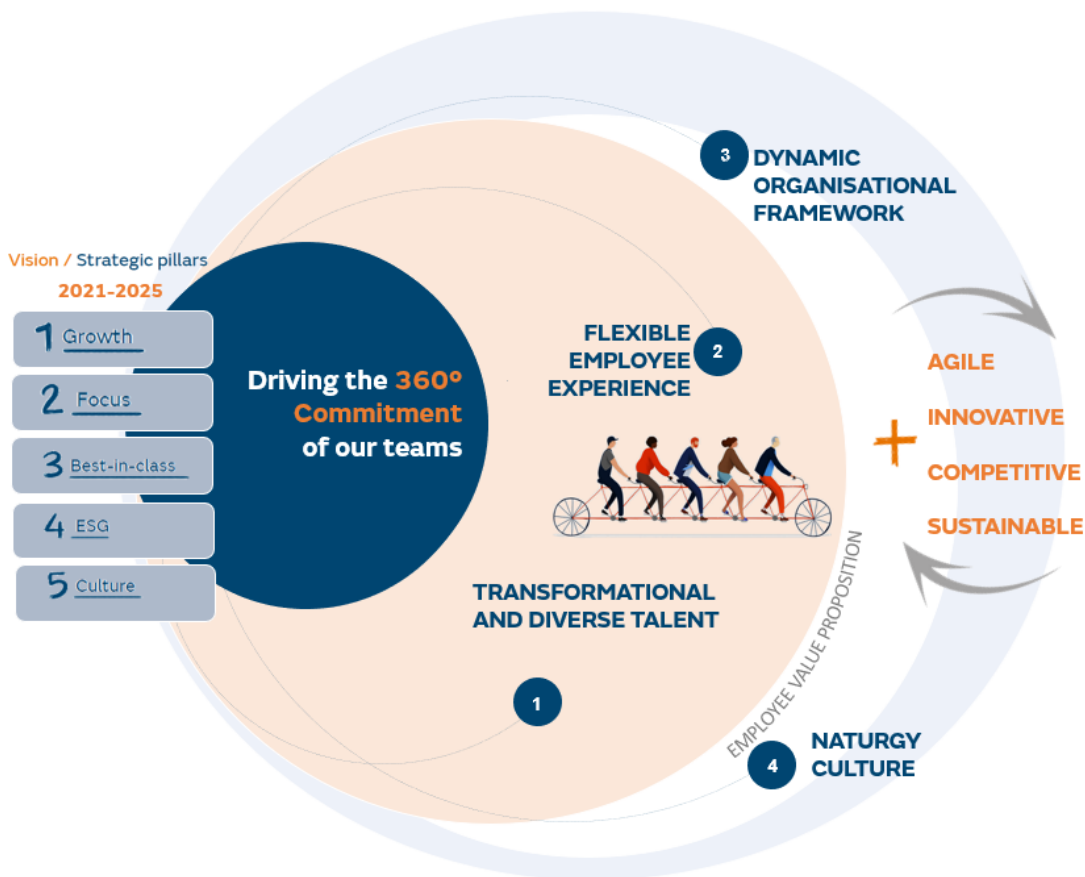 Vision / Strategic pillars
2021-2025
1 Growth
2 Focus
3 Best-in-class
4 ESG
5 Culture
Driving the 360º
Commitment
of our teams
3
DYNAMIC
ORGANISATIONAL
FRAMEWORK
FLEXIBLE
EMPLOYEE
EXPERIENCE
2
TRANSFORMATIONAL
AND DIVERSE TALENT
1
EMPLOYEE VALUE PROPOSITION
4
NATURGY
CULTURE
+
AGILE
INNOVATIVE
COMPETITIVE
SUSTAINABLE